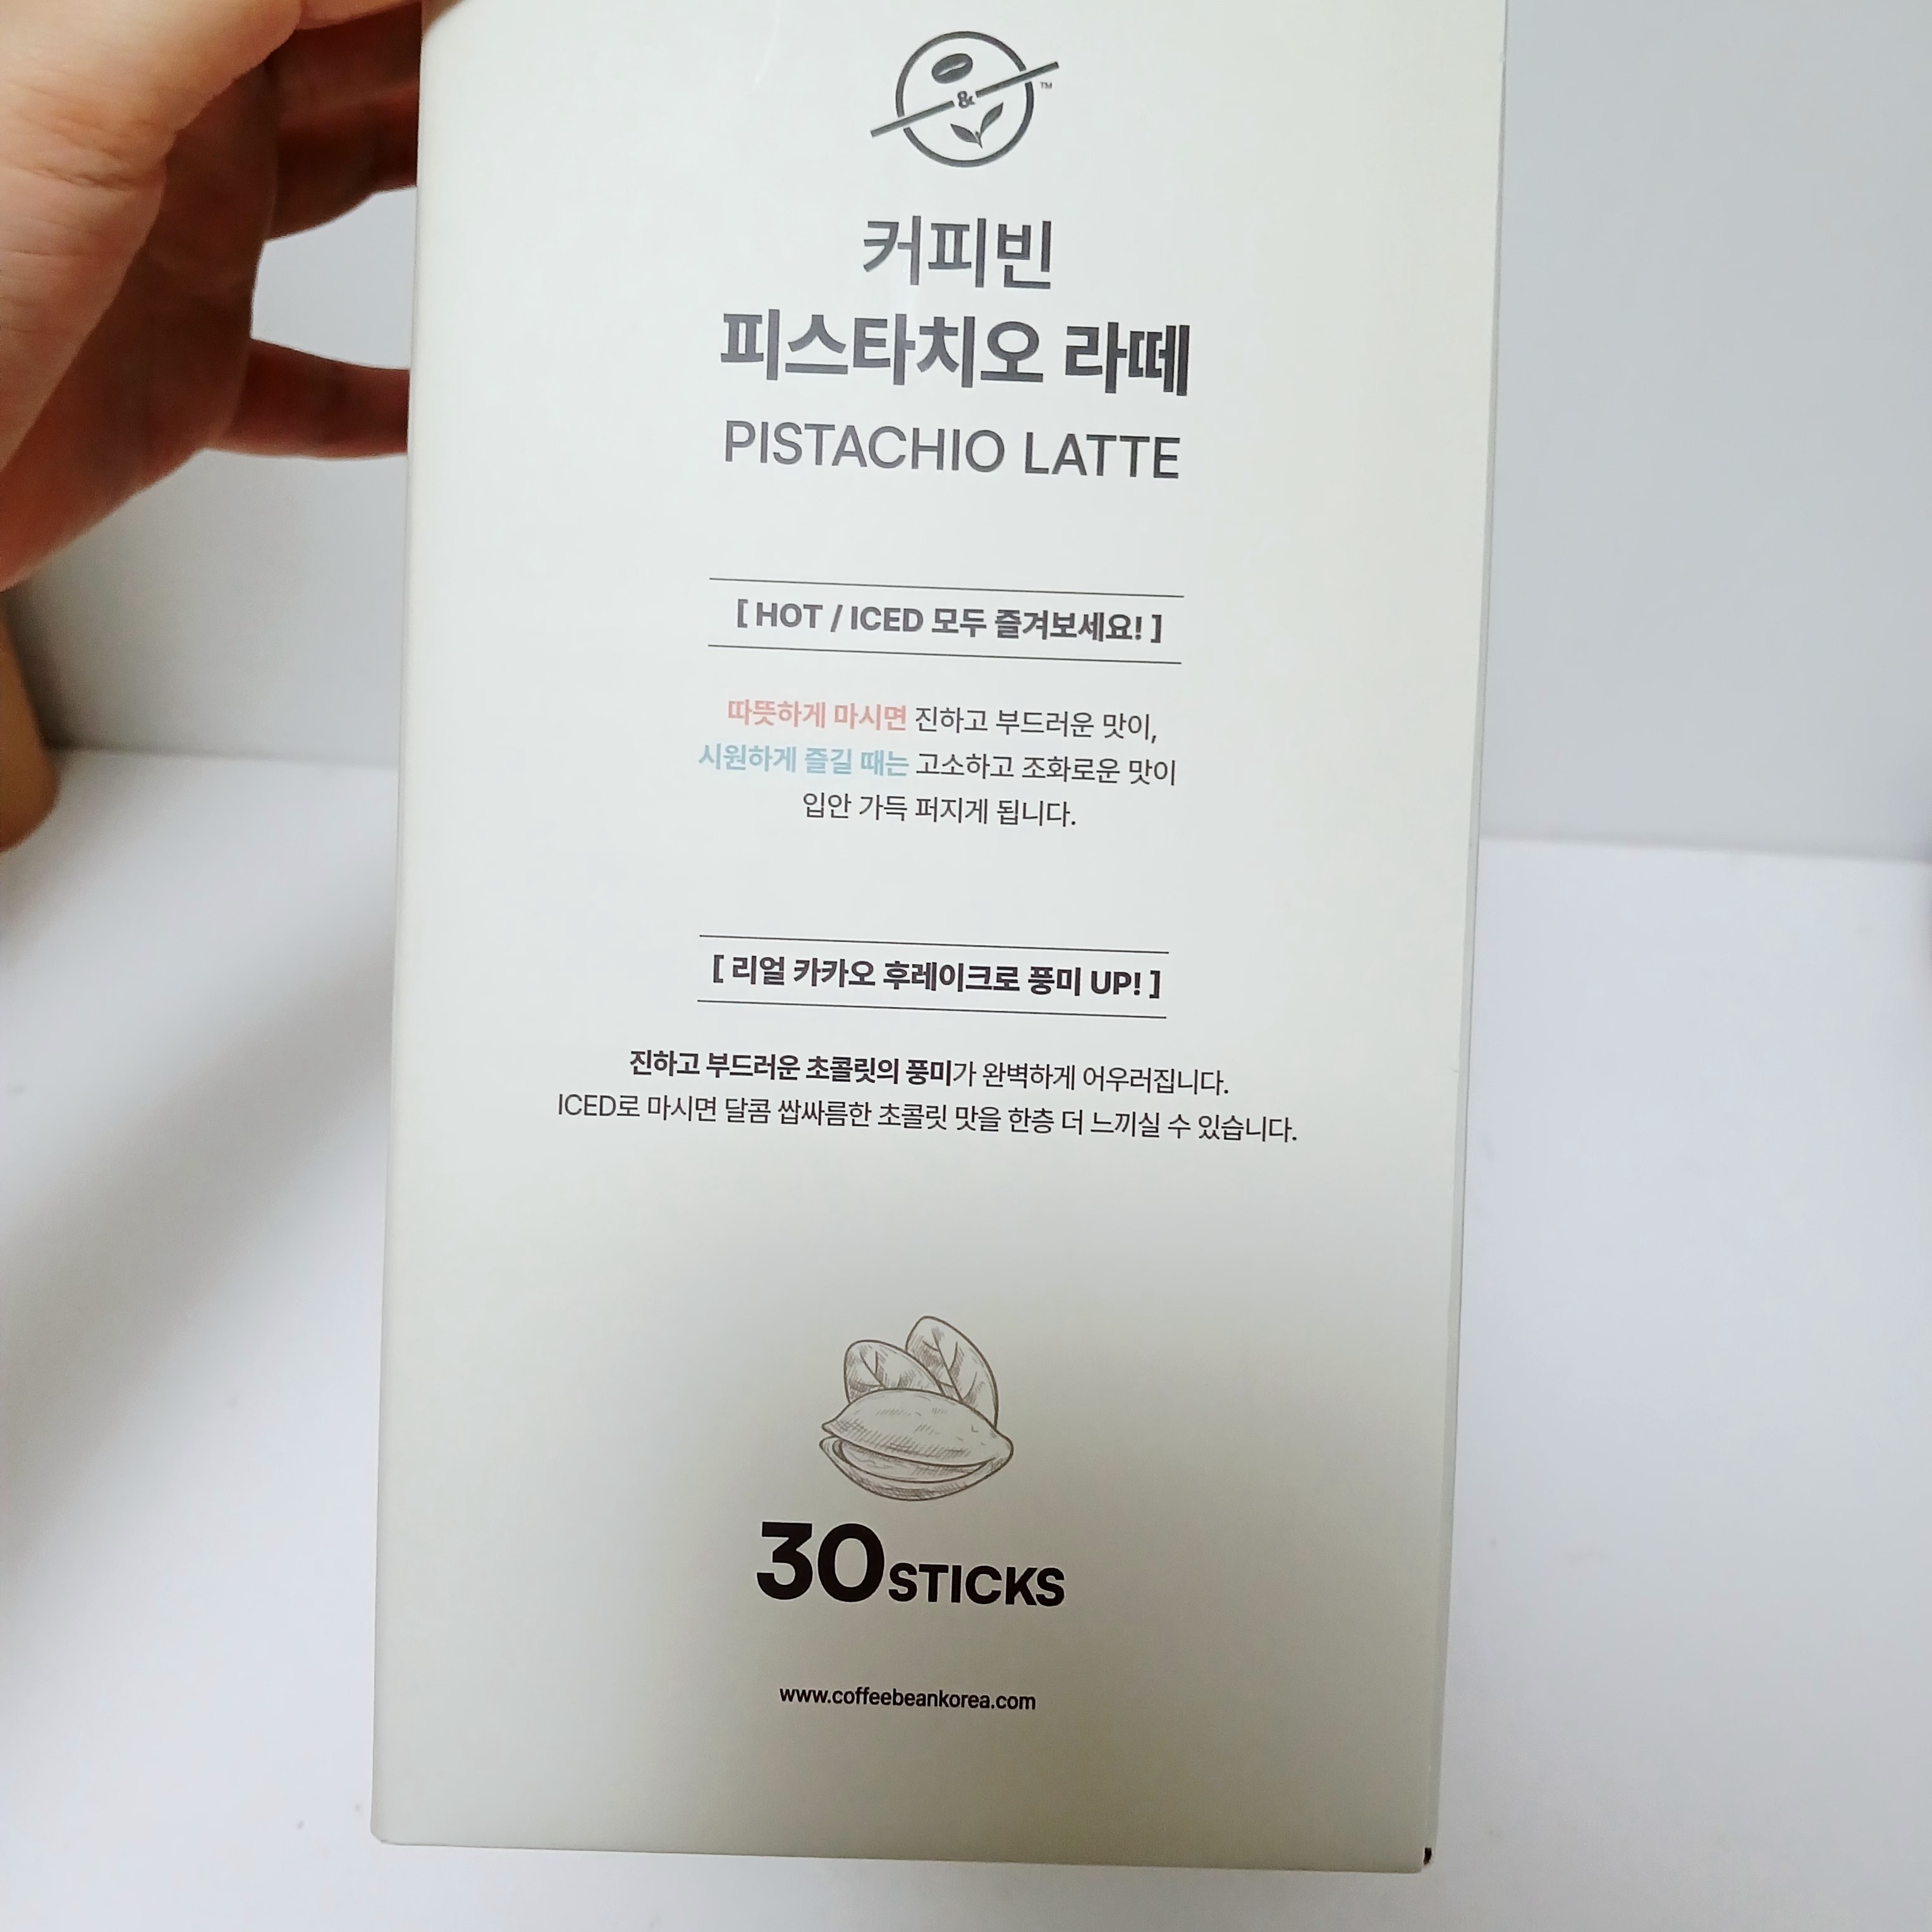 &
TM
커피빈
피스타치오 라떼
PISTACHIO LATTE
[ HOT / ICED 모두 즐겨보세요! ]
따뜻하게 마시면 진하고 부드러운 맛이,
시원하게 즐길 때는 고소하고 조화로운 맛이
입안 가득 퍼지게 됩니다.
[ 리얼 카카오 후레이크로 풍미 UP! ]
진하고 부드러운 초콜릿의 풍미가 완벽하게 어우러집니다.
ICED로 마시면 달콤 쌉싸름한 초콜릿 맛을 한층 더 느끼실 수 있습니다.
30 STICKS
www.coffeebeankorea.com